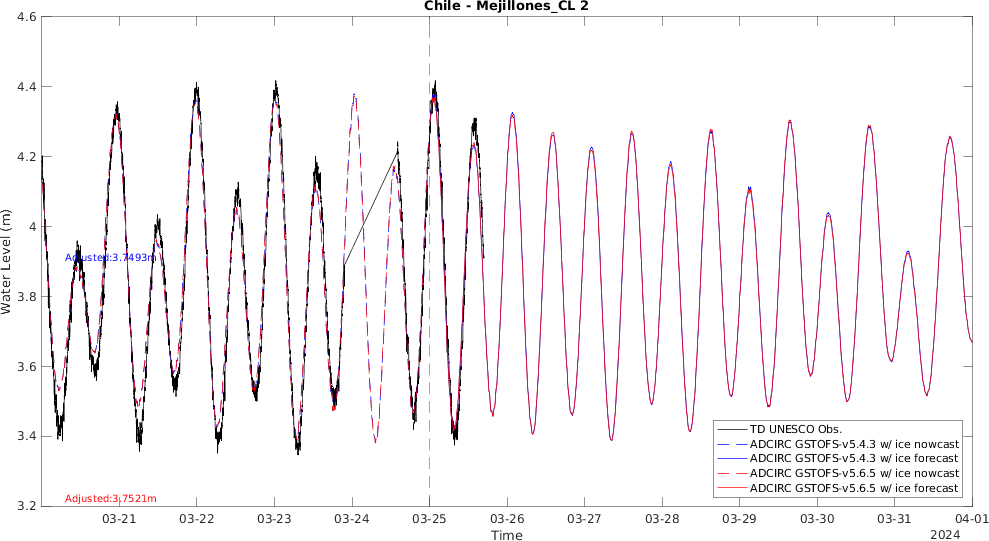 Chile - Mejillones_CL 2
4.6
4.4
4.2
4
3.8
3.6
3.4
3.2
Water Level (m)
Adjusted:3.7493m
Adjusted:3.7521m
TD UNESCO Obs.
ADCIRC GSTOFS-v5.4.3 w/ ice nowcast
ADCIRC GSTOFS-v5.4.3 w/ ice forecast
ADCIRC GSTOFS-v5.6.5 w/ ice nowcast
ADCIRC GSTOFS-v5.6.5 w/ ice forecast
03-21 03-22 03-23 03-24 03-25 03-26 03-27 03-28 03-29 03-30 03-31 04-01
Time
2024